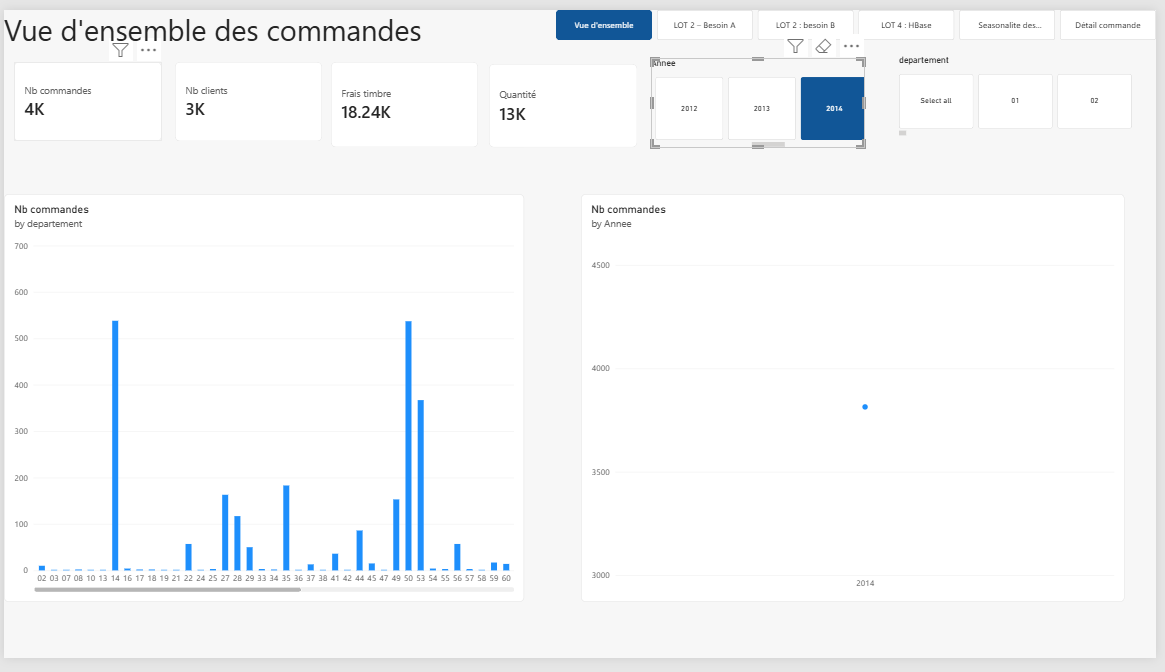 Vue d'ensemble des commandes
Vue d'ensemble
LOT 2 – Besoin A
LOT 2 : besoin B
LOT 4 : HBase
Seasonalite des...
Détail commande
Nb commandes
4K
Nb clients
3K
Frais timbre
18.24K
Quantité
13K
Annee
2012
2013
2014
departement
Select all
01
02
Nb commandes
by departement
700
600
500
400
300
200
100
0
02 03 07 08 10 13 14 16 17 18 19 21 22 24 25 27 28 29 33 34 35 36 37 38 41 42 44 45 47 49 50 53 54 55 56 57 58 59 60
Nb commandes
by Annee
4500
4000
3500
3000
2014